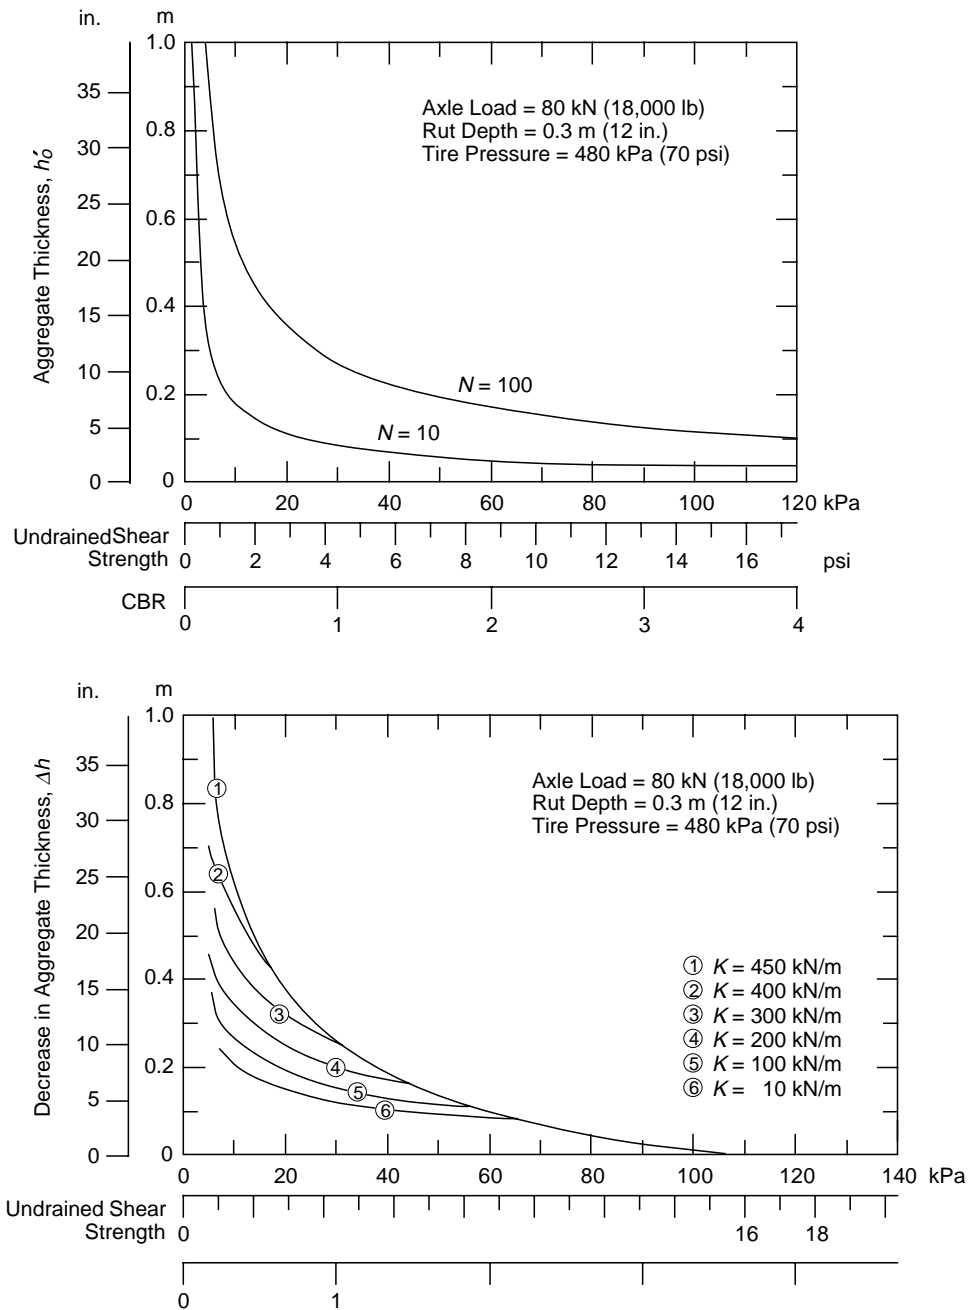 in. m
1.0
35
0.8
30
0.6
25
20
0.4
15
10
0.2
5
0 0
Aggregate Thickness, h′o
Axle Load = 80 kN (18,000 lb)
Rut Depth = 0.3 m (12 in.)
Tire Pressure = 480 kPa (70 psi)
N = 100
N = 10
0 20 40 60 80 100 120 kPa
UndrainedShear
Strength 0 2 4 6 8 10 12 14 16 psi
CBR
0 1 2 3 4
in. m
1.0
35
0.8
30
0.6
25
20
0.4
15
10
0.2
5
0 0
Decrease in Aggregate Thickness, Δh
Axle Load = 80 kN (18,000 lb)
Rut Depth = 0.3 m (12 in.)
Tire Pressure = 480 kPa (70 psi)
1
2
3
4
5
6
① K = 450 kN/m
② K = 400 kN/m
③ K = 300 kN/m
④ K = 200 kN/m
⑤ K = 100 kN/m
⑥ K = 10 kN/m
0 20 40 60 80 100 120 140 kPa
Undrained Shear
Strength 0 16 18
0 1